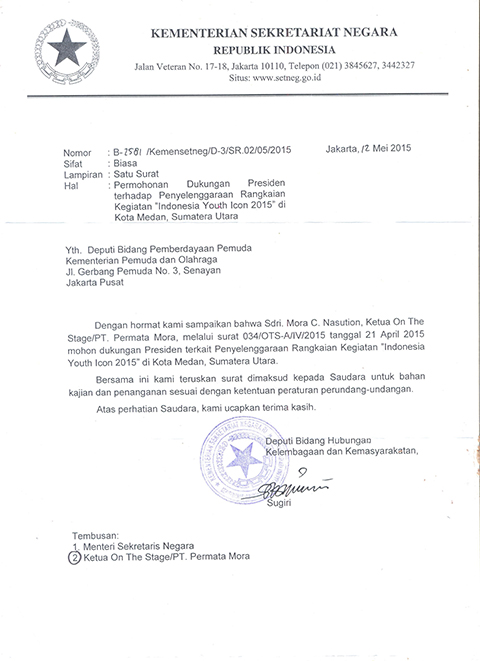 KEMENTERIAN SEKRETARIAT NEGARA
REPUBLIK INDONESIA
Jalan Veteran No. 17-18, Jakarta 10110, Telepon (021) 3845627, 3442327
Situs: www.setneg.go.id
Nomor : B- /Kemensetneg/D-3/SR.02/05/2015 Jakarta, 12 Mei 2015
Sifat : Biasa
Lampiran : Satu Surat
Hal : Permohonan Dukungan Presiden
terhadap Penyelenggaraan Rangkaian
Kegiatan "Indonesia Youth Icon 2015" di
Kota Medan, Sumatera Utara
Yth. Deputi Bidang Pemberdayaan Pemuda
Kementerian Pemuda dan Olahraga
Jl. Gerbang Pemuda No. 3, Senayan
Jakarta Pusat
Dengan hormat kami sampaikan bahwa Sdri. Mora C. Nasution, Ketua On The
Stage/PT. Permata Mora, melalui surat 034/OTS-A/IV/2015 tanggal 21 April 2015
mohon dukungan Presiden terkait Penyelenggaraan Rangkaian Kegiatan "Indonesia
Youth Icon 2015" di Kota Medan, Sumatera Utara.
Bersama ini kami teruskan surat dimaksud kepada Saudara untuk bahan
kajian dan penanganan sesuai dengan ketentuan peraturan perundang-undangan.
Atas perhatian Saudara, kami ucapkan terima kasih.
Deputi Bidang Hubungan
Kelembagaan dan Kemasyarakatan,
Sugiri
Tembusan:
1. Menteri Sekretaris Negara
2 Ketua On The Stage/PT. Permata Mora